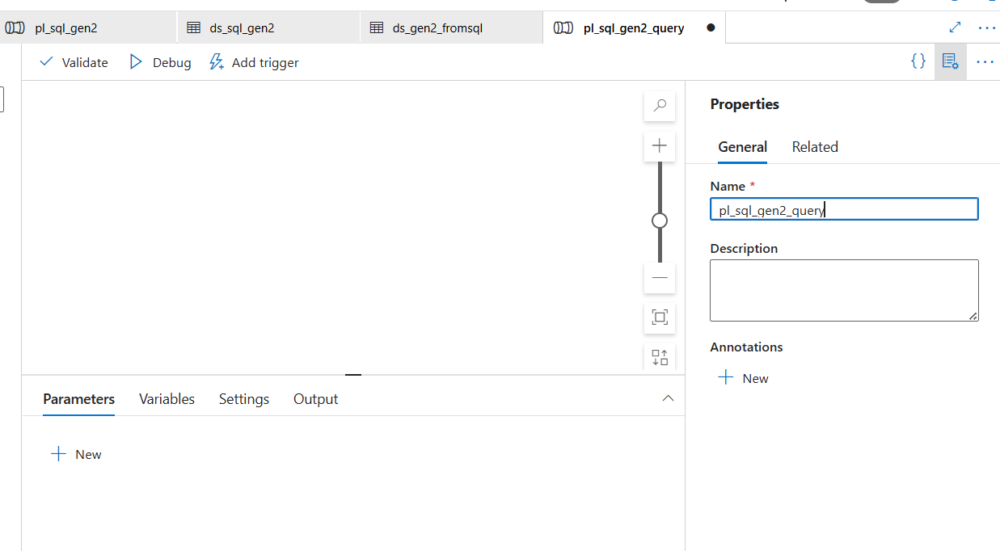 pl_sql_gen2
ds_sql_gen2
ds_gen2_fromsql
pl_sql_gen2_query
Validate
Debug
Add trigger
{}
Properties
General
Related
Name *
pl_sql_gen2_query
Description
Annotations
New
Parameters
Variables
Settings
Output
New